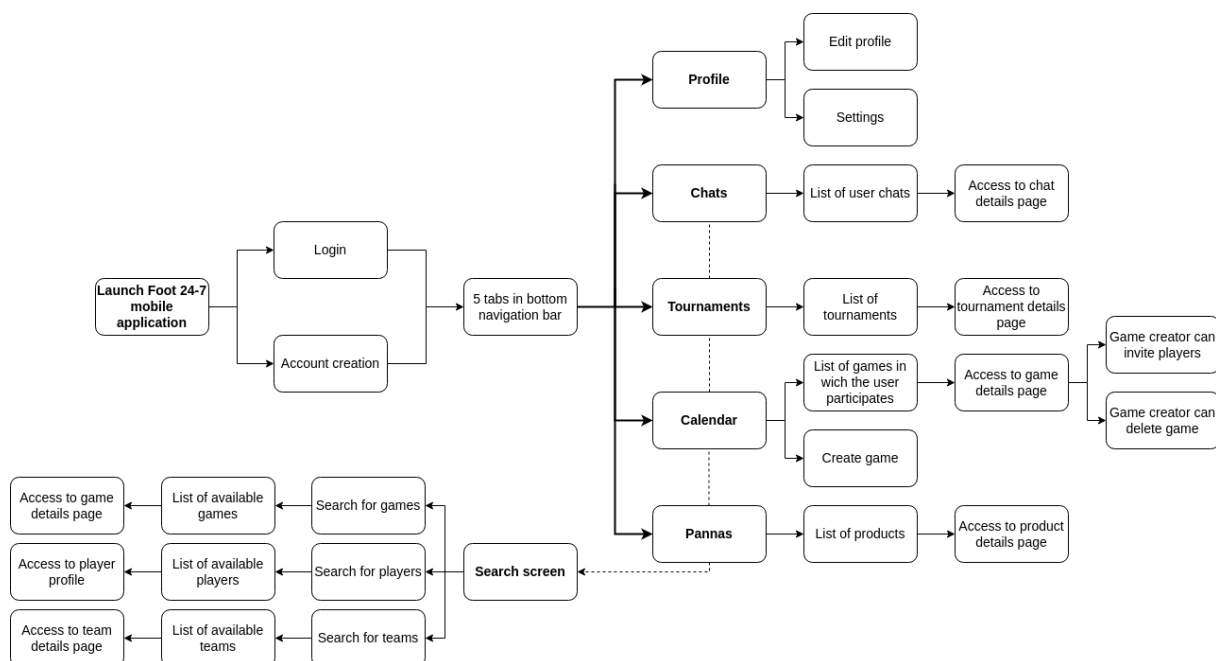 Launch Foot 24-7
mobile
application
Login
Account creation
5 tabs in bottom
navigation bar
Profile
Edit profile
Settings
Chats
List of user chats
Access to chat
details page
Tournaments
List of
tournaments
Access to
tournament details
page
Calendar
List of games in
wich the user
participates
Access to game
details page
Game creator can
invite players
Game creator can
delete game
Create game
Pannas
List of products
Access to product
details page
Search screen
Search for games
List of available
games
Access to game
details page
Search for players
List of available
players
Access to player
profile
Search for teams
List of available
teams
Access to team
details page